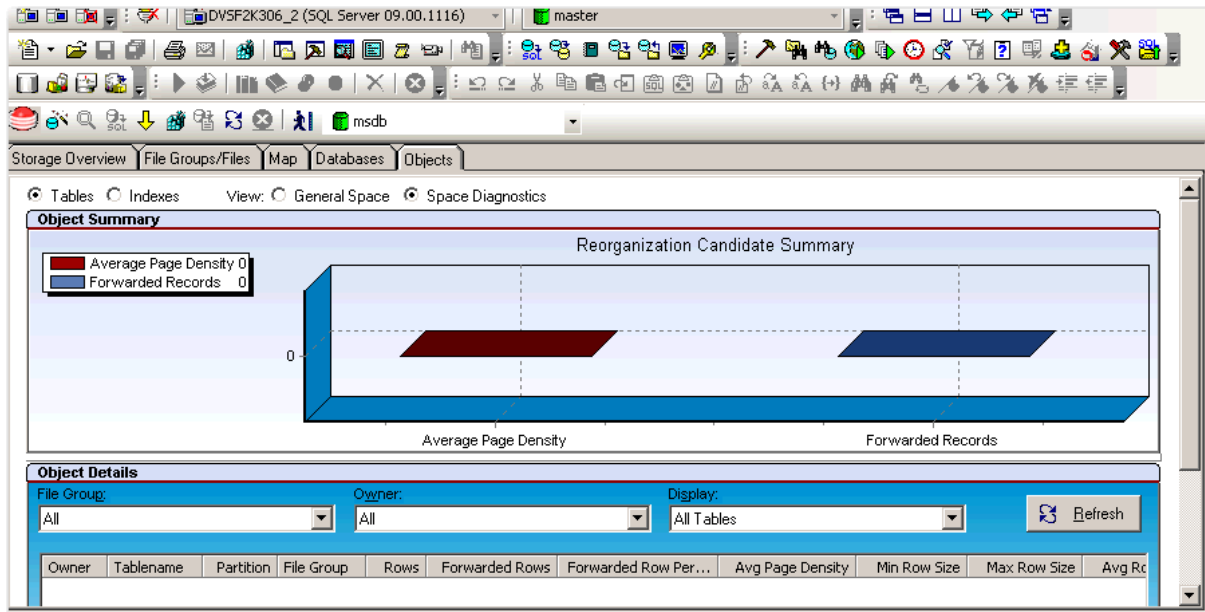 DVSF2K306_2 (SQL Server 09.00.1116) master
msdb
Storage Overview File Groups/Files Map Databases Objects
Tables Indexes View: General Space Space Diagnostics
Object Summary
Reorganization Candidate Summary
Average Page Density 0
Forwarded Records 0
0
Average Page Density Forwarded Records
Object Details
File Group: Owner: Display:
All All All Tables Refresh
Owner Tablename Partition File Group Rows Forwarded Rows Forwarded Row Per... Avg Page Density Min Row Size Max Row Size Avg Ro